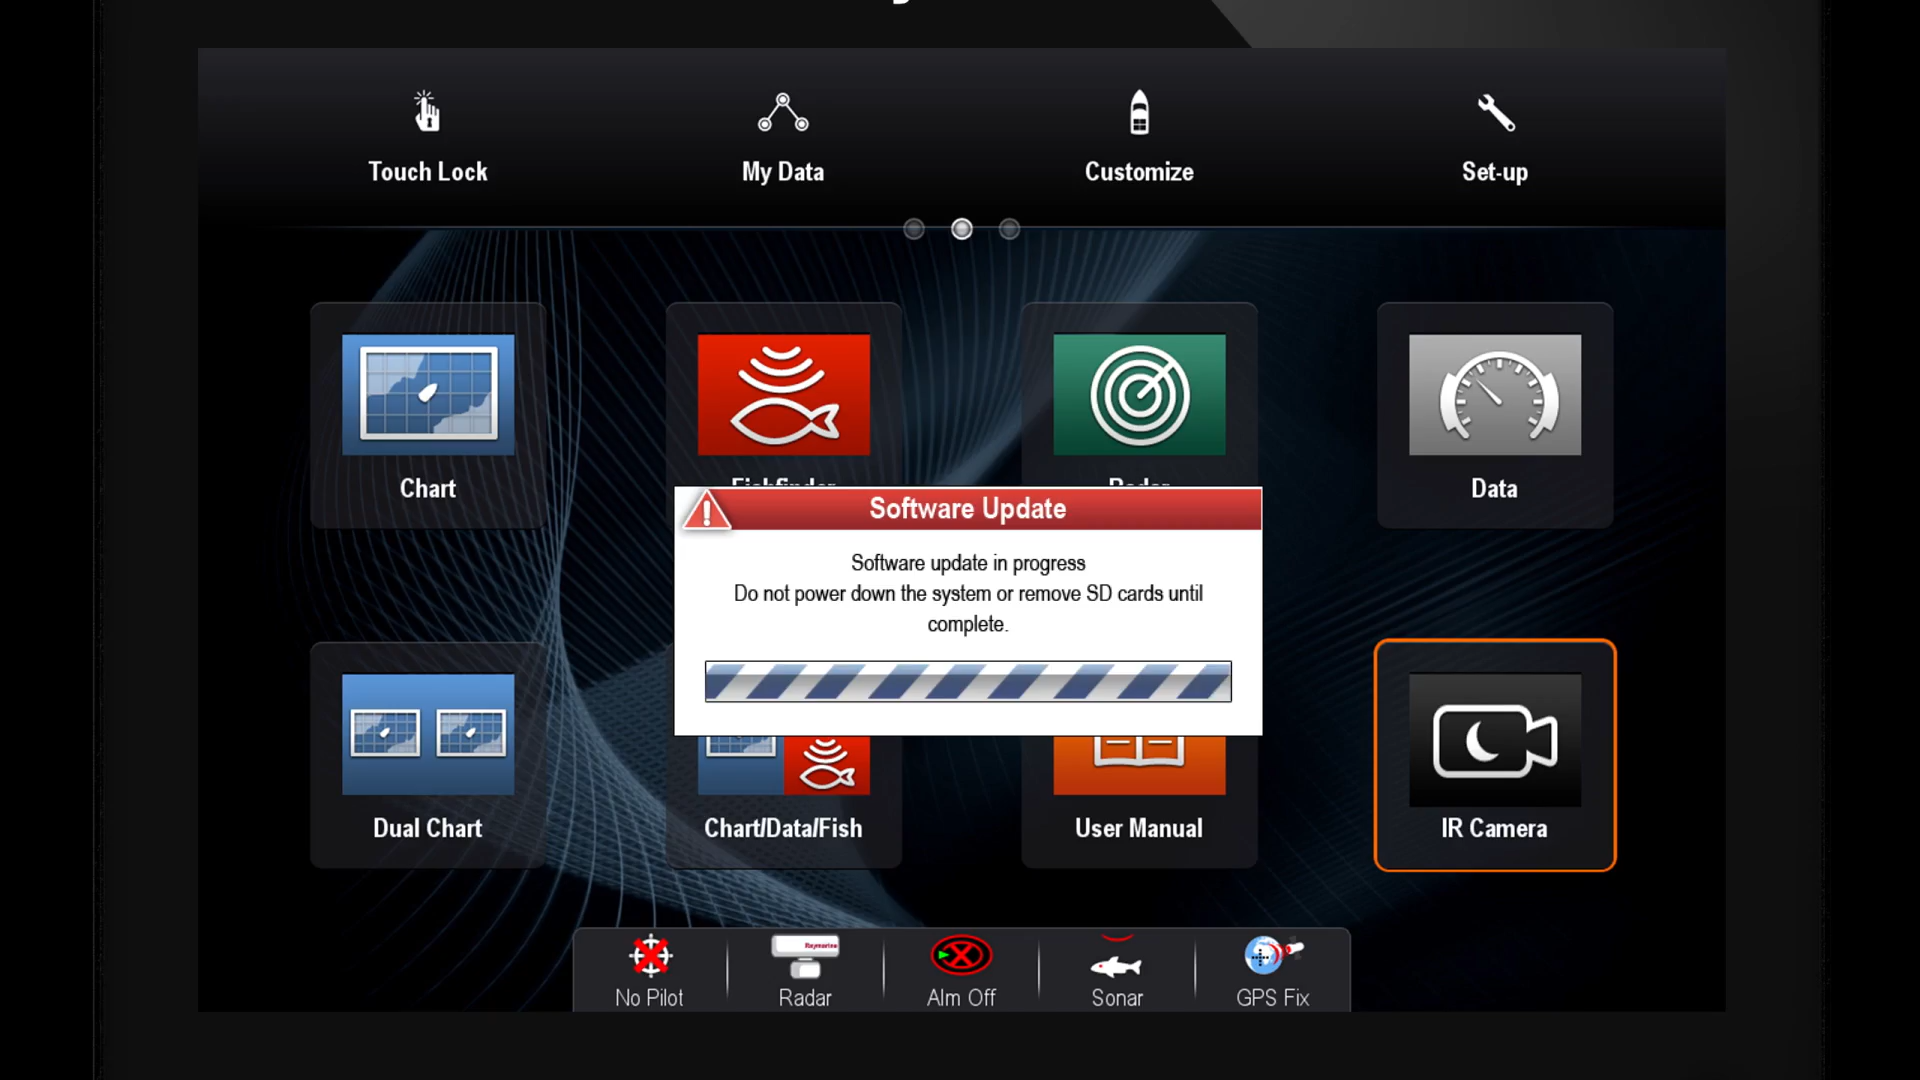 Touch Lock
My Data
Customize
Set-up
Chart
Data
Software Update
Software update in progress
Do not power down the system or remove SD cards until
complete.
Dual Chart
Chart/Data/Fish
User Manual
IR Camera
Raymarine
No Pilot
Radar
Alm Off
Sonar
GPS Fix